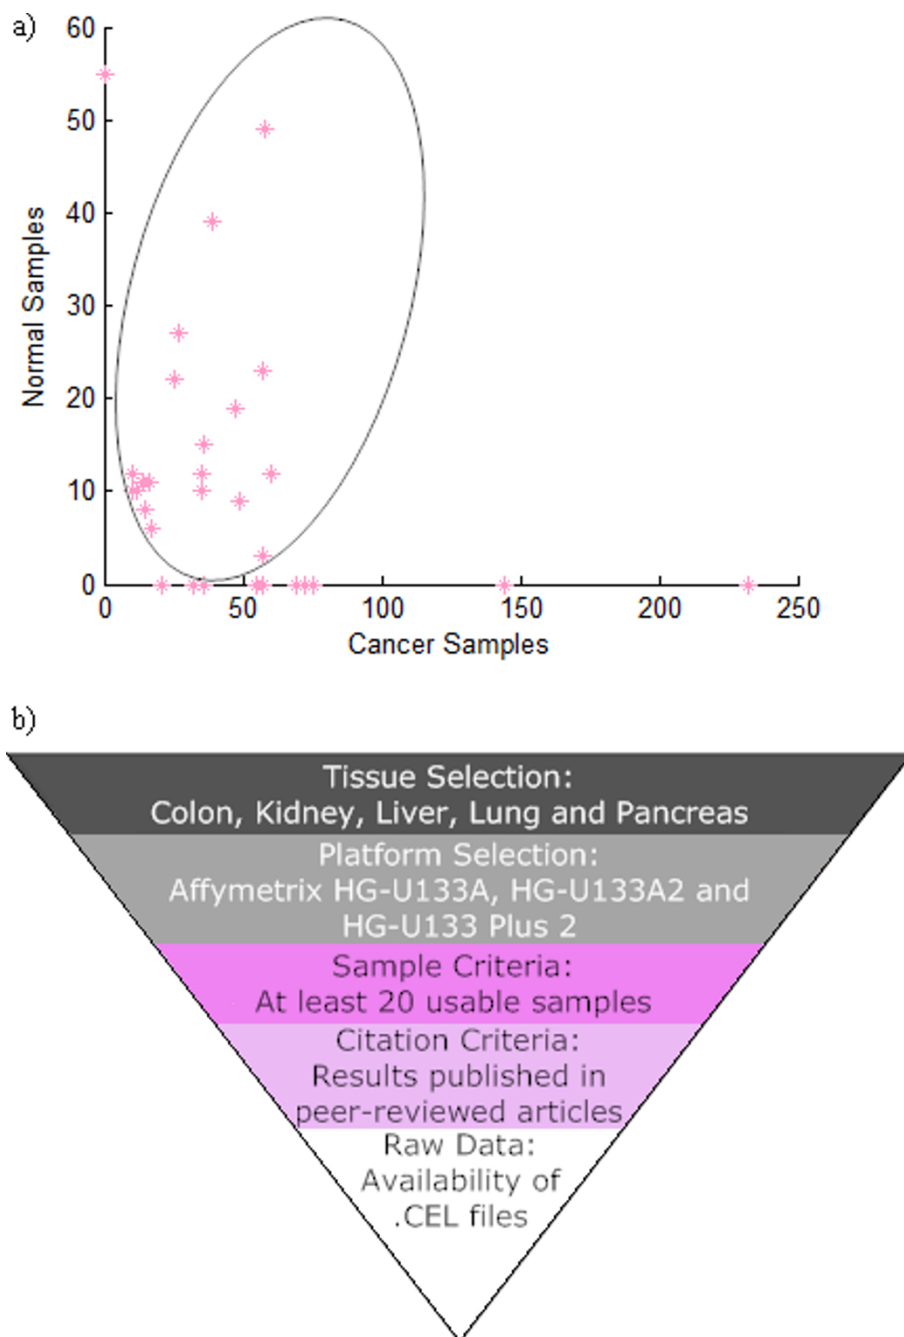 a)
60
50
40
30
20
10
0
Normal Samples
0 50 100 150 200 250
Cancer Samples
b)
Tissue Selection:
Colon, Kidney, Liver, Lung and Pancreas
Platform Selection:
Affymetrix HG-U133A, HG-U133A2 and
HG-U133 Plus 2
Sample Criteria:
At least 20 usable samples
Citation Criteria:
Results published in
peer-reviewed articles
Raw Data:
Availability of
.CEL files